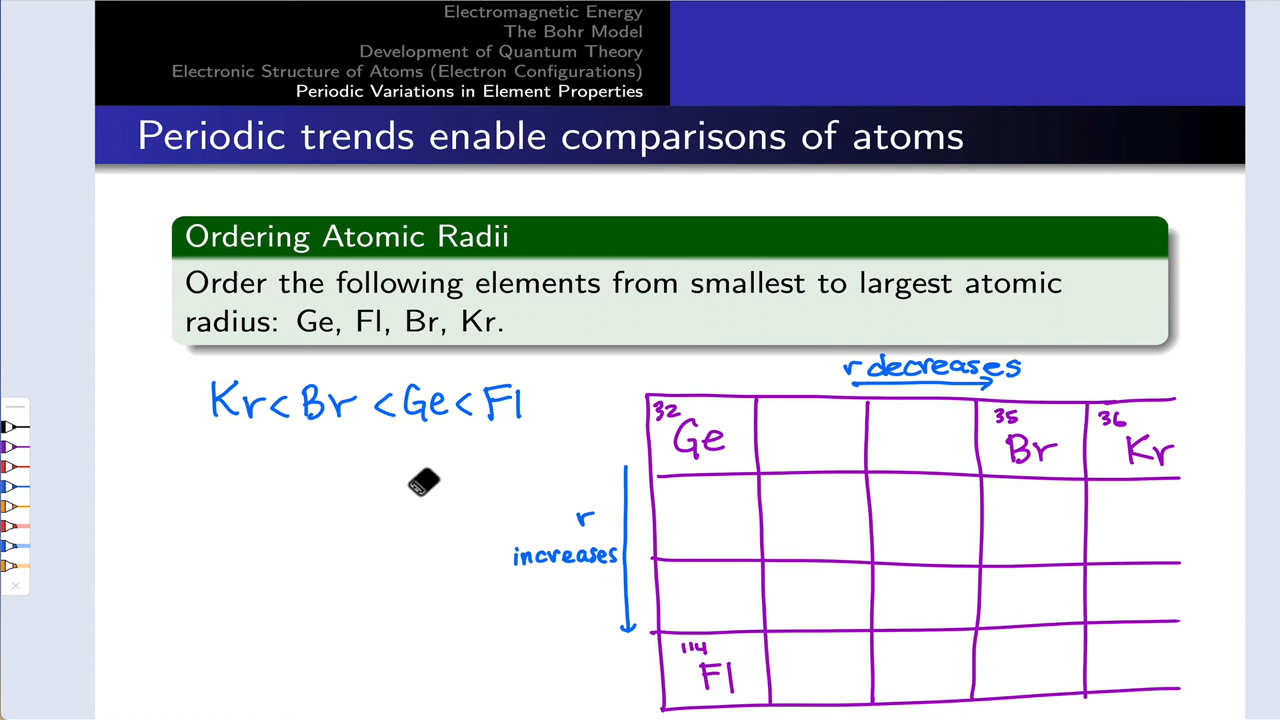 Electromagnetic Energy
The Bohr Model
Development of Quantum Theory
Electronic Structure of Atoms (Electron Configurations)
Periodic Variations in Element Properties
Periodic trends enable comparisons of atoms
Ordering Atomic Radii
Order the following elements from smallest to largest atomic
radius: Ge, Fl, Br, Kr.
Kr < Br < Ge < Fl
r decreases
32
Ge
35
Br
36
Kr
r
increases
114
Fl